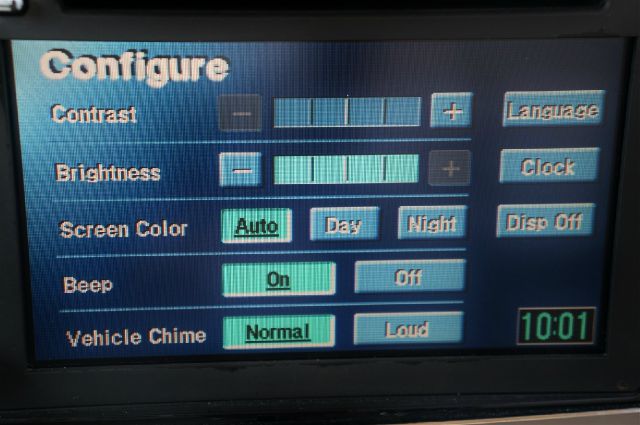 Configure
Contrast − + Language
Brightness − + Clock
Screen Color Auto Day Night Disp Off
Beep On Off
Vehicle Chime Normal Loud 10:01